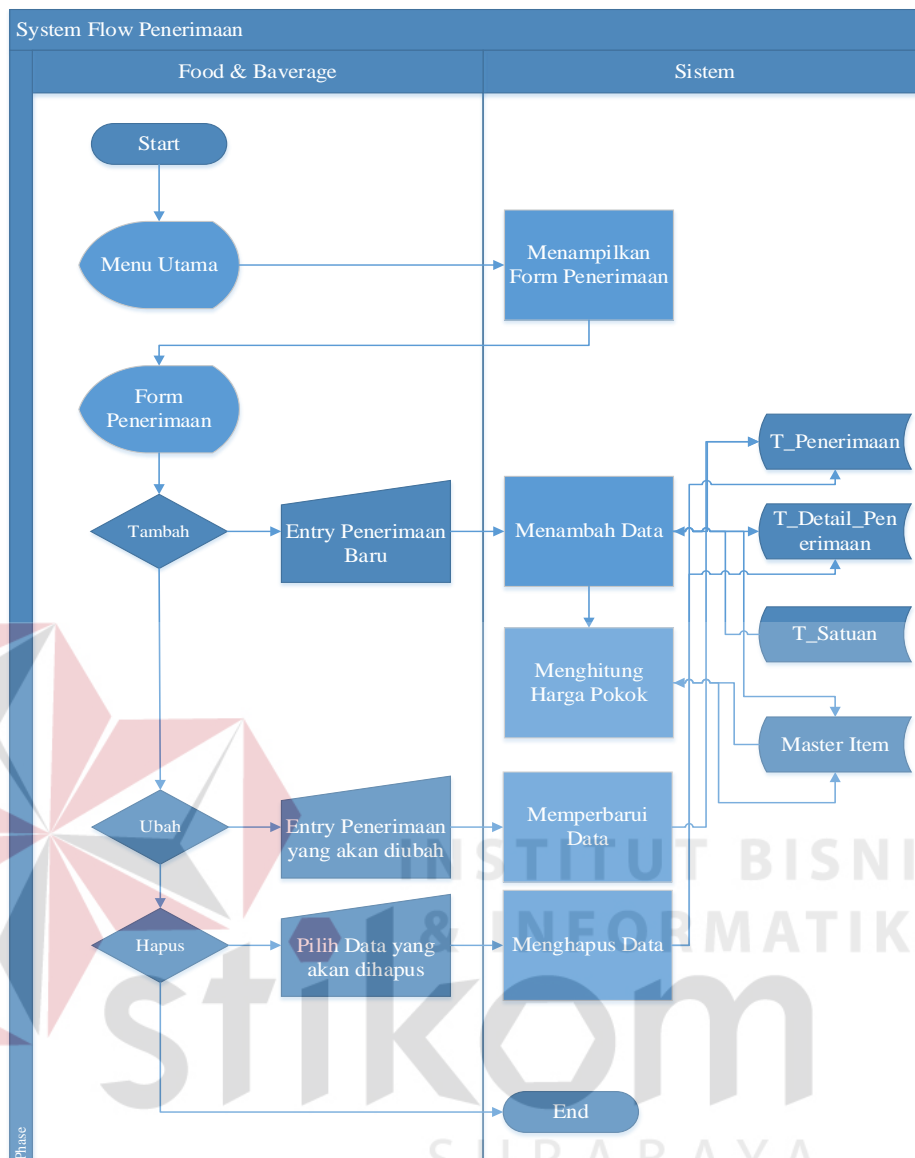 System Flow Penerimaan
Food & Baverage
Sistem
Start
Menu Utama
Menampilkan
Form Penerimaan
Form
Penerimaan
T_Penerimaan
Tambah
Entry Penerimaan
Baru
Menambah Data
T_Detail_Pen
erimaan
T_Satuan
Menghitung
Harga Pokok
Master Item
Ubah
Entry Penerimaan
yang akan diubah
Memperbarui
Data
INSTITUT BISNI
& INFORMATIK
Hapus
Pilih Data yang
akan dihapus
Menghapus Data
stikom
End
SURABAYA
Phase